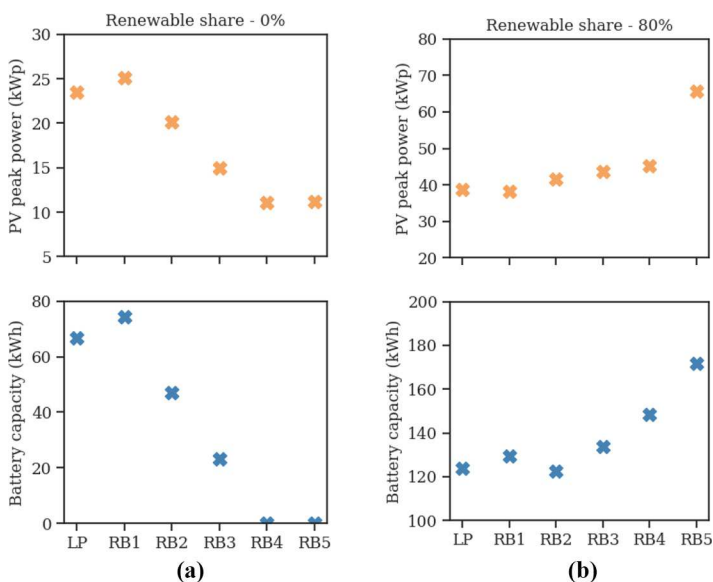 Renewable share - 0%
30
25
20
15
10
5
PV peak power (kWp)
Renewable share - 80%
80
70
60
50
40
30
20
PV peak power (kWp)
80
60
40
20
0
Battery capacity (kWh)
LP RB1 RB2 RB3 RB4 RB5
(a)
200
180
160
140
120
100
Battery capacity (kWh)
LP RB1 RB2 RB3 RB4 RB5
(b)